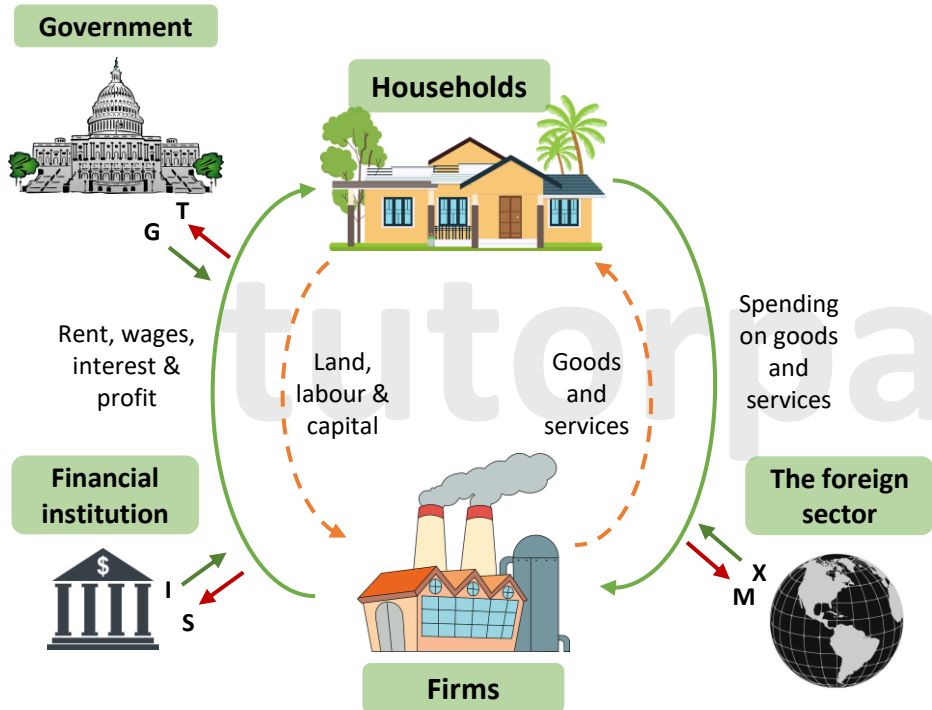 Government
Households
T
G
Rent, wages,
interest &
profit
Land,
labour &
capital
Goods
and
services
Spending
on goods
and
services
tutorpa
Financial
institution
$
I
S
The foreign
sector
X
M
Firms